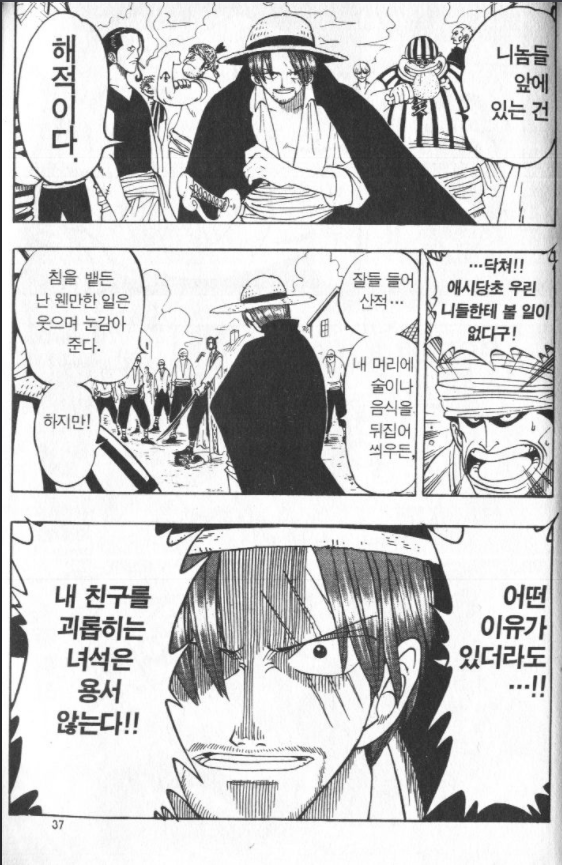 니놈들
앞에
있는 건
해적이다.
…닥쳐!!
애시당초 우린
니들한테 볼 일이
없다구!
잘들 들어
산적…
내 머리에
술이나
음식을
뒤집어
씌우든,
침을 뱉든
난 웬만한 일은
웃으며 눈감아
준다.
하지만!
어떤
이유가
있더라도
…!!
내 친구를
괴롭히는
녀석은
용서
않는다!!
37